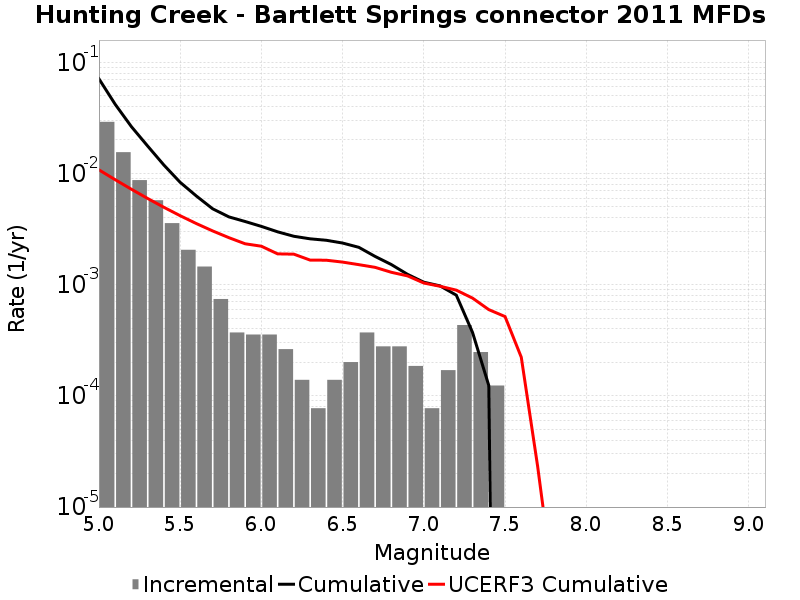 Hunting Creek - Bartlett Springs connector 2011 MFDs
10-1
10-2
10-3
10-4
10-5
Rate (1/yr)
5.0 5.5 6.0 6.5 7.0 7.5 8.0 8.5 9.0
Magnitude
Incremental Cumulative UCERF3 Cumulative